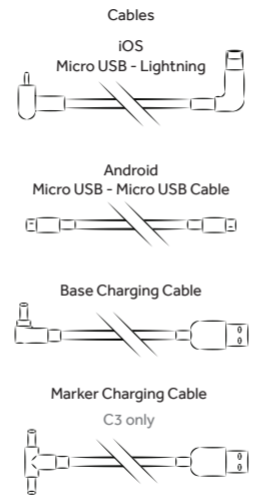 Cables
iOS
Micro USB - Lightning
Android
Micro USB - Micro USB Cable
Base Charging Cable
Marker Charging Cable
C3 only